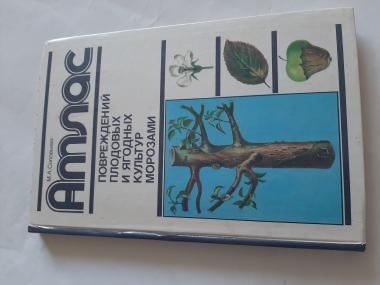 М.А.Соловьева
Атлас
ПОВРЕЖДЕНИЙ
ПЛОДОВЫХ
И ЯГОДНЫХ
КУЛЬТУР
МОРОЗАМИ